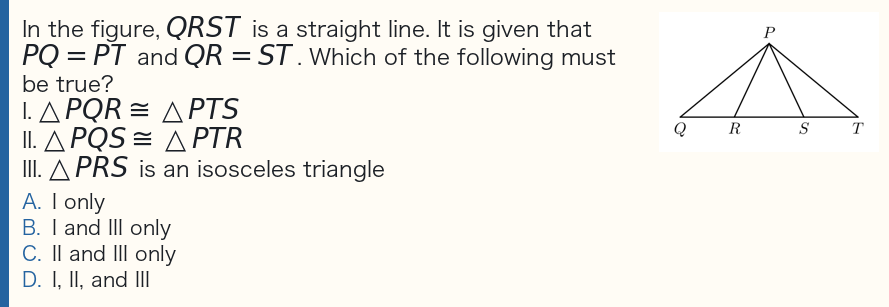 In the figure, QRST is a straight line. It is given that
PQ = PT and QR = ST. Which of the following must
be true?
I. △PQR ≅ △PTS
II. △PQS ≅ △PTR
III. △PRS is an isosceles triangle
A. I only
B. I and III only
C. II and III only
D. I, II, and III
P
Q R S T